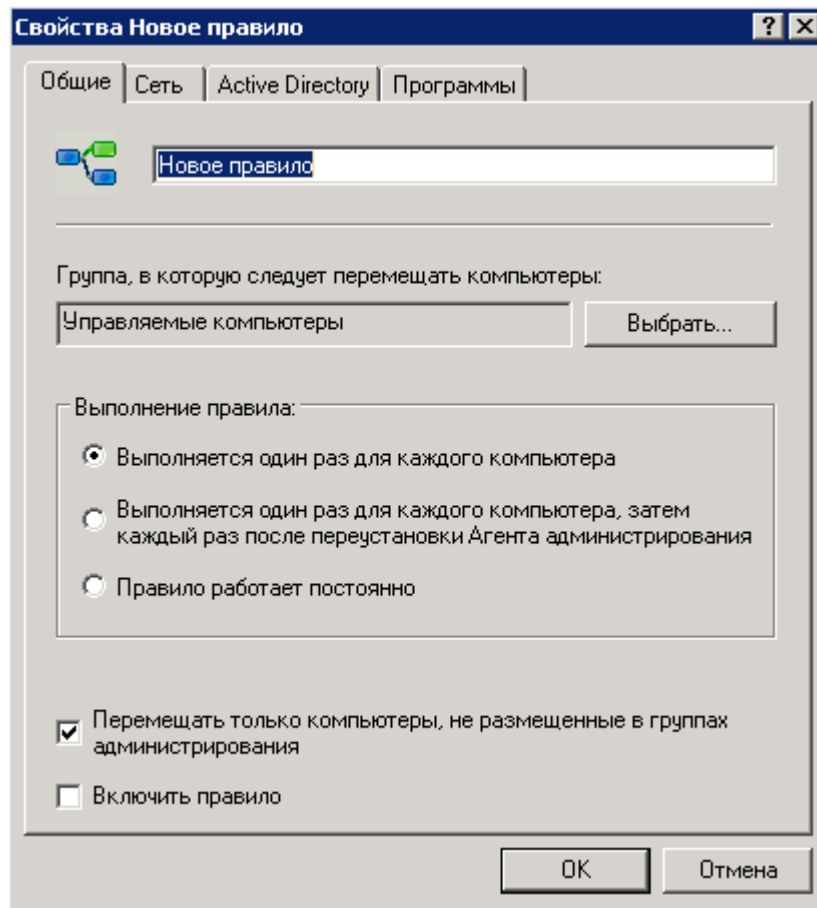 Свойства Новое правило
Общие Сеть Active Directory Программы
Новое правило
Группа, в которую следует перемещать компьютеры:
Управляемые компьютеры Выбрать...
Выполнение правила:
Выполняется один раз для каждого компьютера
Выполняется один раз для каждого компьютера, затем
каждый раз после переустановки Агента администрирования
Правило работает постоянно
Перемещать только компьютеры, не размещенные в группах
администрирования
Включить правило
OK Отмена